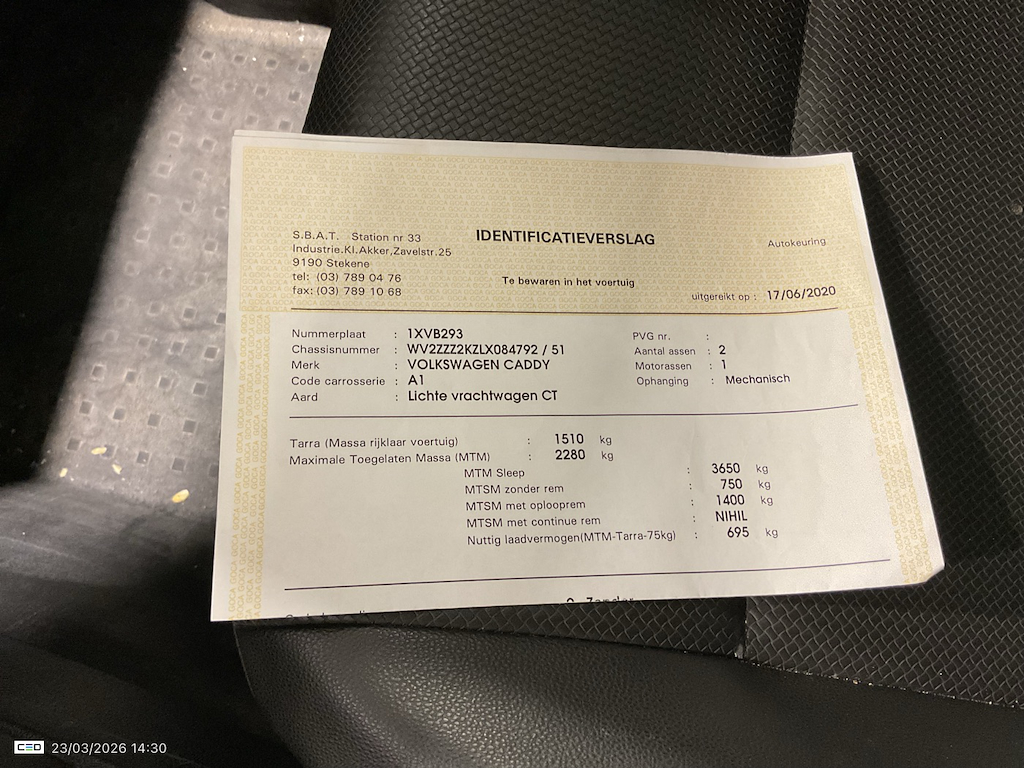 S.B.A.T. Station nr 33
Industrie.Kl.Akker,Zavelstr.25
9190 Stekene
tel: (03) 789 04 76
fax: (03) 789 10 68
IDENTIFICATIEVERSLAG
Te bewaren in het voertuig
Autokeuring
uitgereikt op : 17/06/2020
Nummerplaat : 1XVB293
Chassisnummer : WV2ZZZ2KZLX084792 / 51
Merk : VOLKSWAGEN CADDY
Code carrosserie : A1
Aard : Lichte vrachtwagen CT
PVG nr. :
Aantal assen : 2
Motorassen : 1
Ophanging : Mechanisch
Tarra (Massa rijklaar voertuig) : 1510 kg
Maximale Toegelaten Massa (MTM) : 2280 kg
MTM Sleep : 3650 kg
MTSM zonder rem : 750 kg
MTSM met oplooprem : 1400 kg
MTSM met continue rem : NIHIL
Nuttig laadvermogen(MTM-Tarra-75kg) : 695 kg
CEO 23/03/2026 14:30